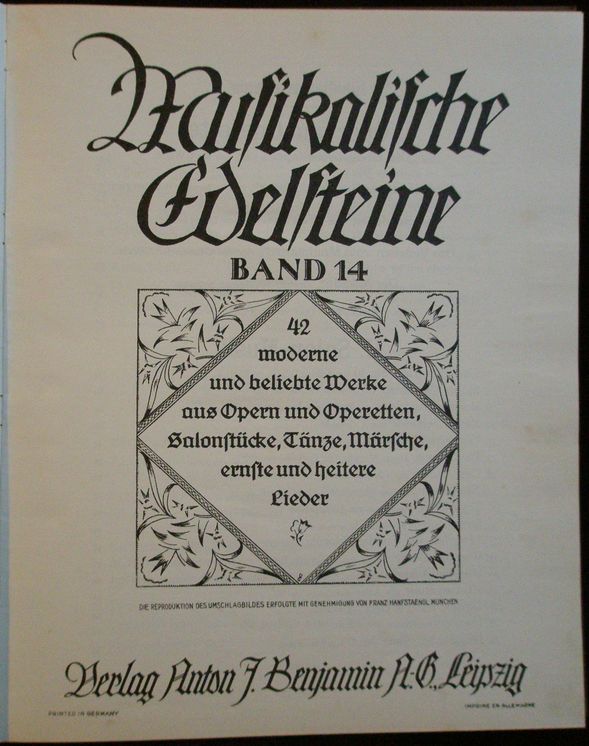 Musikalische
Edelsteine
BAND 14
42
moderne
und beliebte Werke
aus Opern und Operetten,
Salonstücke, Tänze, Märsche,
ernste und heitere
Lieder
DIE REPRODUKTION DES UMSCHLAGBILDES ERFOLGTE MIT GENEHMIGUNG VON FRANZ HANFSTAENGL, MÜNCHEN
Verlag Anton J. Benjamin A.G., Leipzig
PRINTED IN GERMANY
IMPRIMÉ EN ALLEMAGNE